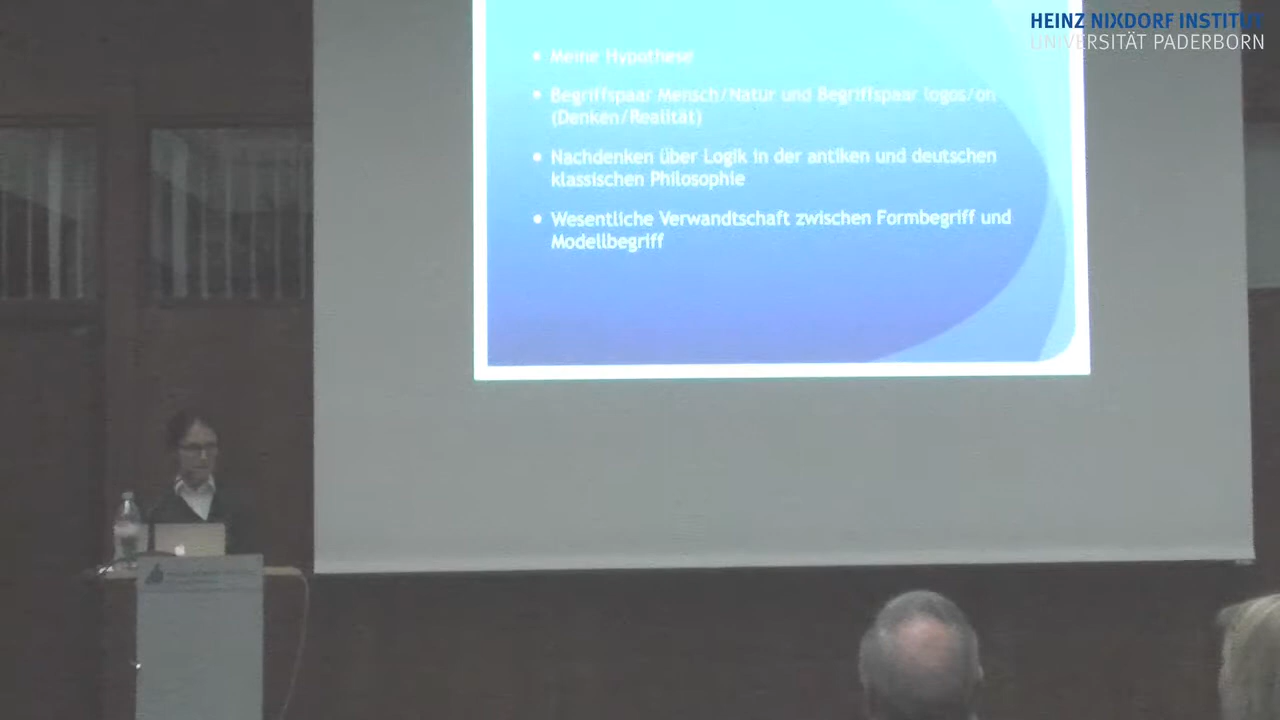 HEINZ NIXDORF INSTITUT
UNIVERSITÄT PADERBORN
• Meine Hypothese
• Begriffspaar Mensch/Natur und Begriffspaar logos/on
(Denken/Realität)
• Nachdenken über Logik in der antiken und deutschen
klassischen Philosophie
• Wesentliche Verwandtschaft zwischen Formbegriff und
Modellbegriff